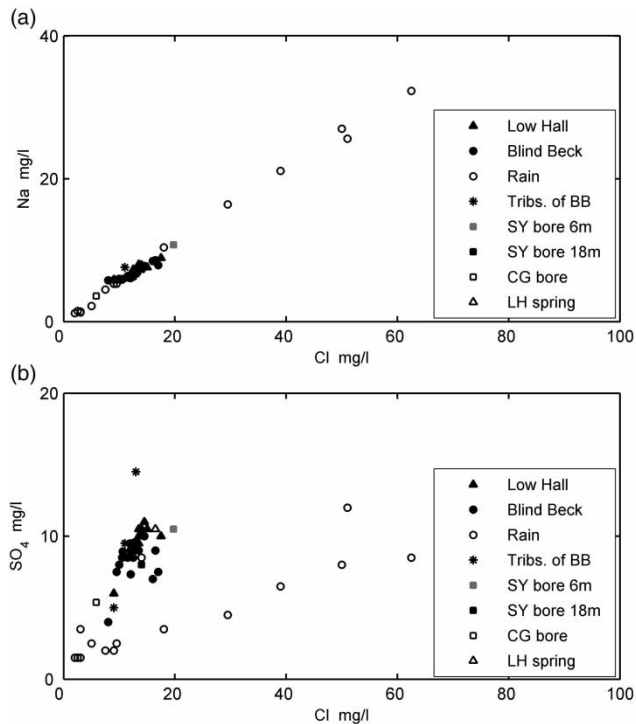 (a)
40
20
0
Na mg/l
0 20 40 60 80 100
Cl mg/l
Low Hall
Blind Beck
Rain
Tribs. of BB
SY bore 6m
SY bore 18m
CG bore
LH spring
(b)
20
10
0
SO4 mg/l
0 20 40 60 80 100
Cl mg/l
Low Hall
Blind Beck
Rain
Tribs. of BB
SY bore 6m
SY bore 18m
CG bore
LH spring